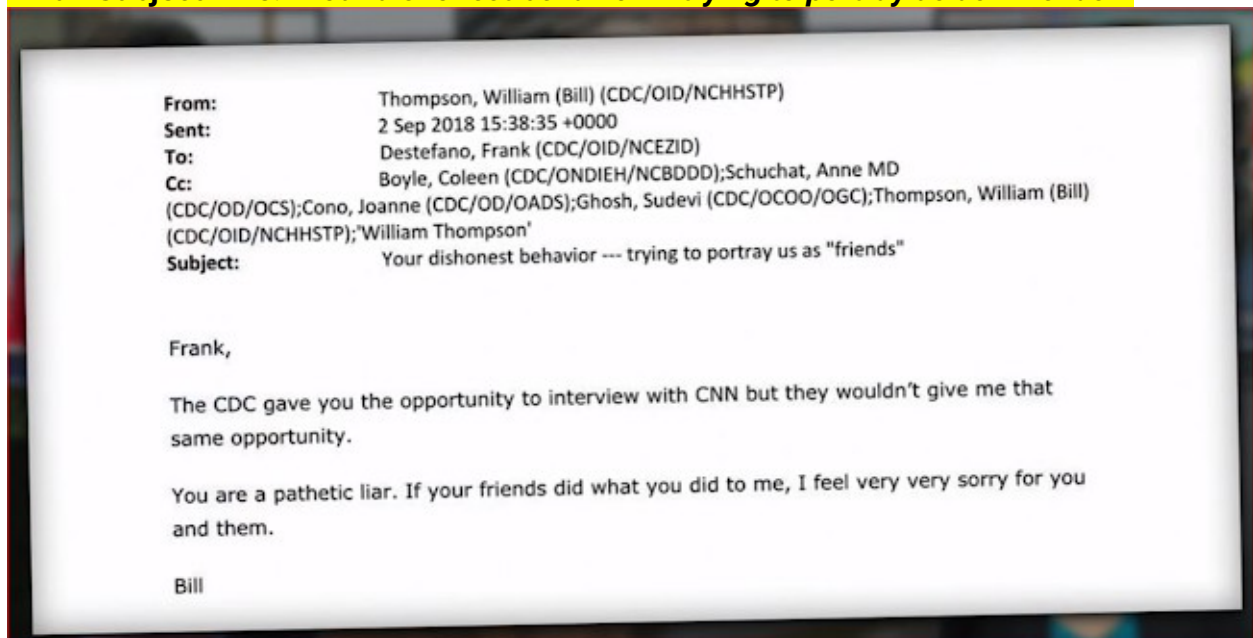 trying to portray us as
From: Thompson, William (Bill) (CDC/OID/NCHHSTP)
Sent: 2 Sep 2018 15:38:35 +0000
To: Destefano, Frank (CDC/OID/NCEZID)
Cc: Boyle, Coleen (CDC/ONDIEH/NCBDDD);Schuchat, Anne MD
(CDC/OD/OCS);Cono, Joanne (CDC/OD/OADS);Ghosh, Sudevi (CDC/OCOO/OGC);Thompson, William (Bill)
(CDC/OID/NCHHSTP);'William Thompson'
Subject: Your dishonest behavior --- trying to portray us as "friends"
Frank,
The CDC gave you the opportunity to interview with CNN but they wouldn't give me that
same opportunity.
You are a pathetic liar. If your friends did what you did to me, I feel very very sorry for you
and them.
Bill